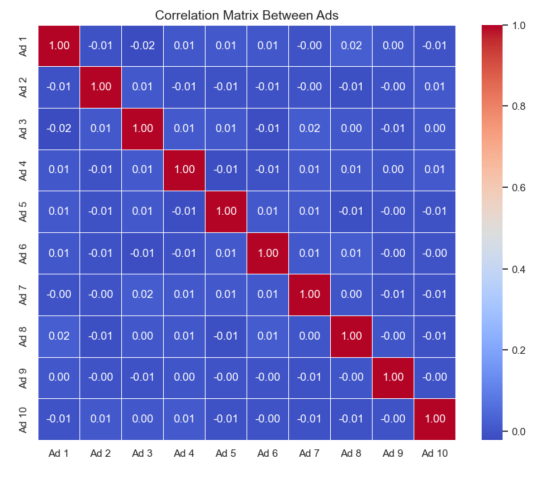 Correlation Matrix Between Ads
Ad 1 1.00 -0.01 -0.02 0.01 0.01 0.01 -0.00 0.02 0.00 -0.01
Ad 2 -0.01 1.00 0.01 -0.01 -0.01 -0.01 -0.00 -0.01 -0.00 0.01
Ad 3 -0.02 0.01 1.00 0.01 0.01 -0.01 0.02 0.00 -0.01 0.00
Ad 4 0.01 -0.01 0.01 1.00 -0.01 -0.01 0.01 0.01 0.00 0.01
Ad 5 0.01 -0.01 0.01 -0.01 1.00 0.01 0.01 -0.01 -0.00 -0.01
Ad 6 0.01 -0.01 -0.01 -0.01 0.01 1.00 0.01 0.01 -0.00 -0.00
Ad 7 -0.00 -0.00 0.02 0.01 0.01 0.01 1.00 0.00 -0.01 -0.01
Ad 8 0.02 -0.01 0.00 0.01 -0.01 0.01 0.00 1.00 -0.00 -0.01
Ad 9 0.00 -0.00 -0.01 0.00 -0.00 -0.00 -0.01 -0.00 1.00 -0.00
Ad 10 -0.01 0.01 0.00 0.01 -0.01 -0.00 -0.01 -0.01 -0.00 1.00
Ad 1 Ad 2 Ad 3 Ad 4 Ad 5 Ad 6 Ad 7 Ad 8 Ad 9 Ad 10
1.0
0.8
0.6
0.4
0.2
0.0